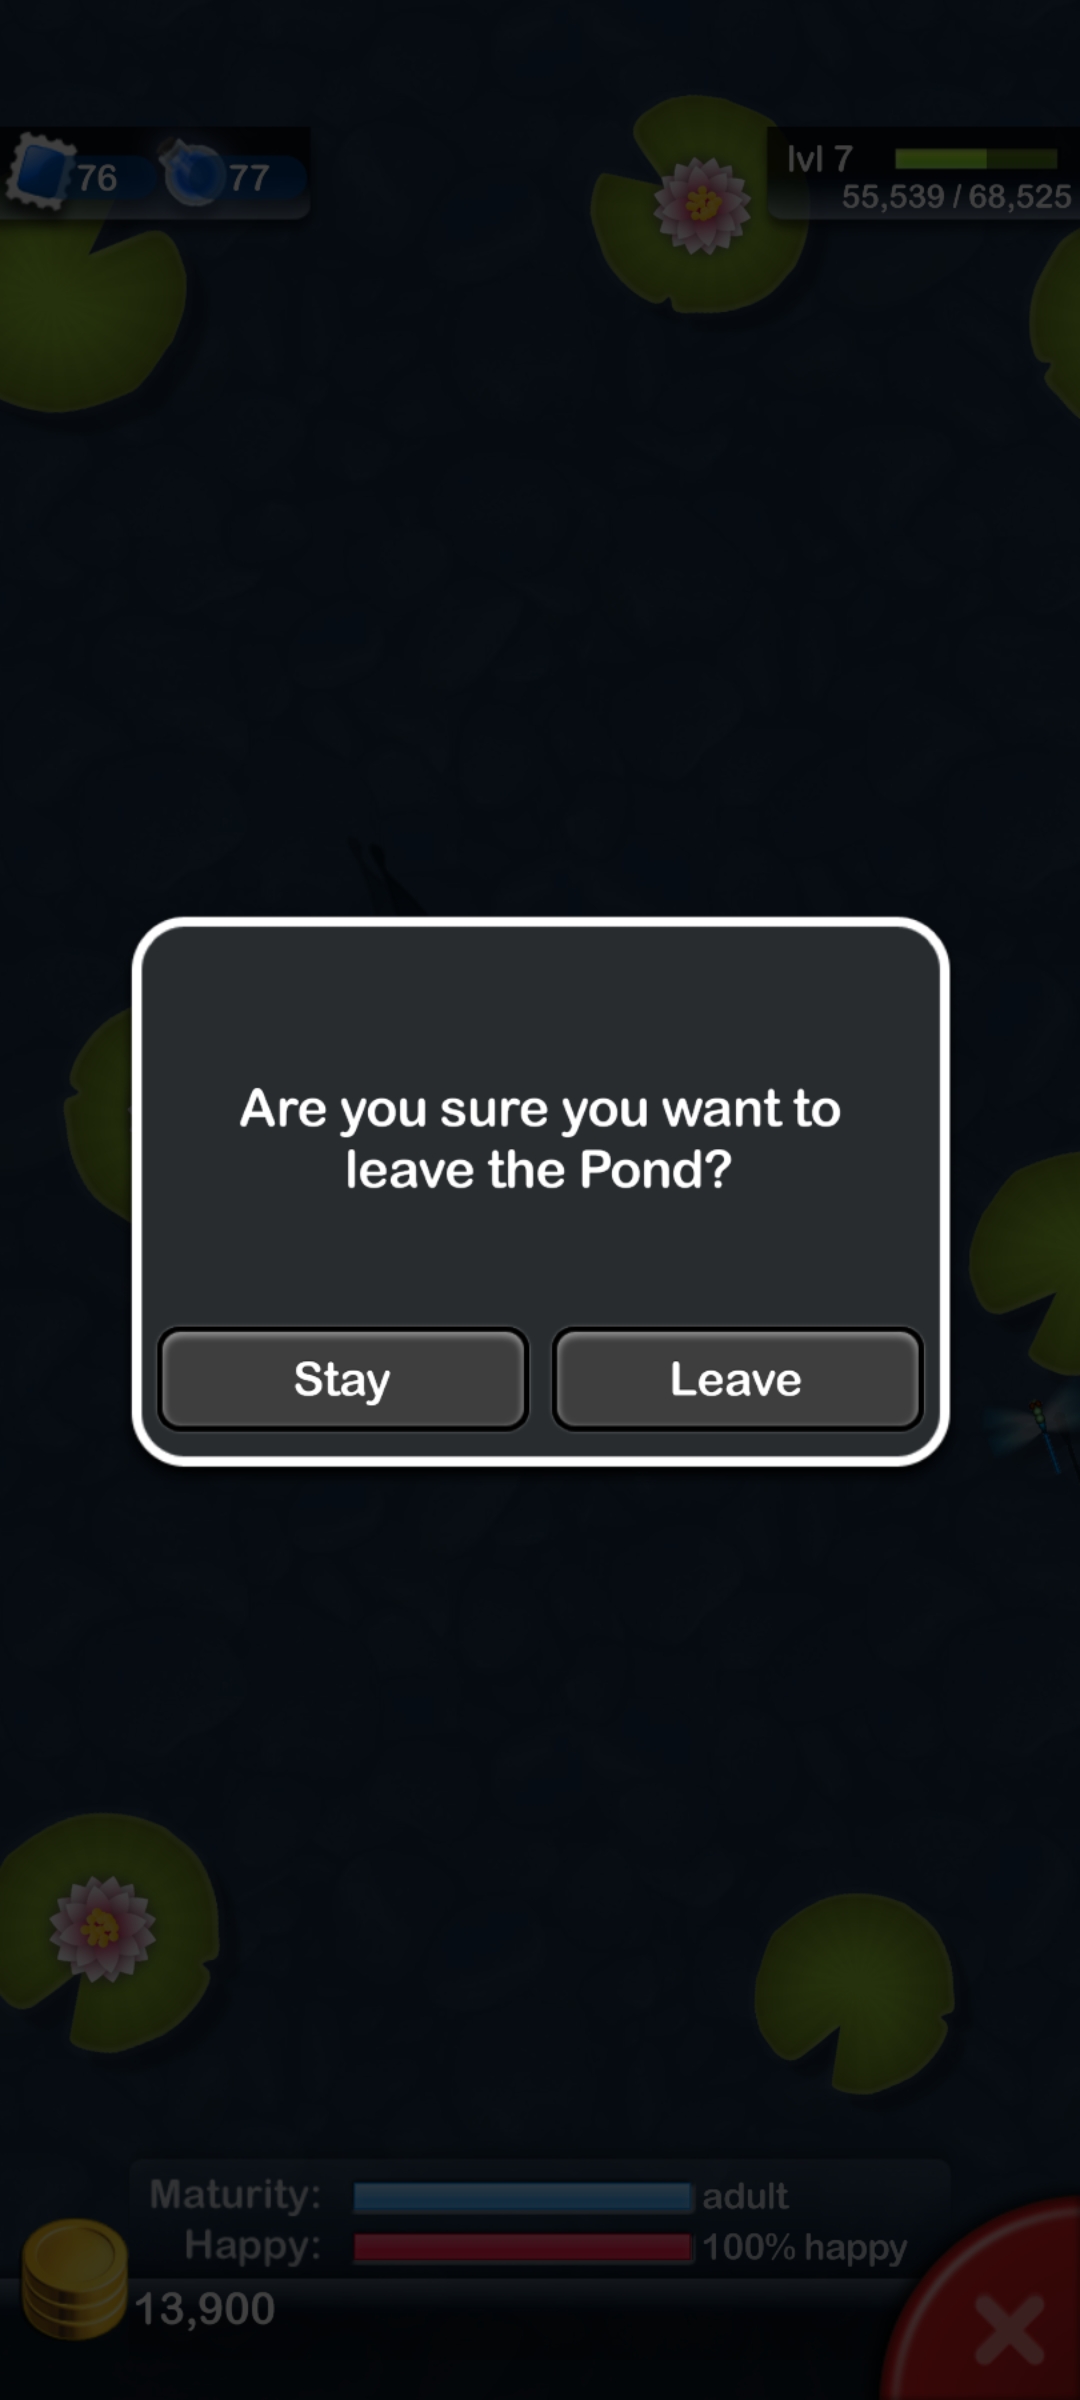 76
77
lvl 7
55,539 / 68,525
Are you sure you want to
leave the Pond?
Stay
Leave
Maturity:
adult
Happy:
100% happy
13,900